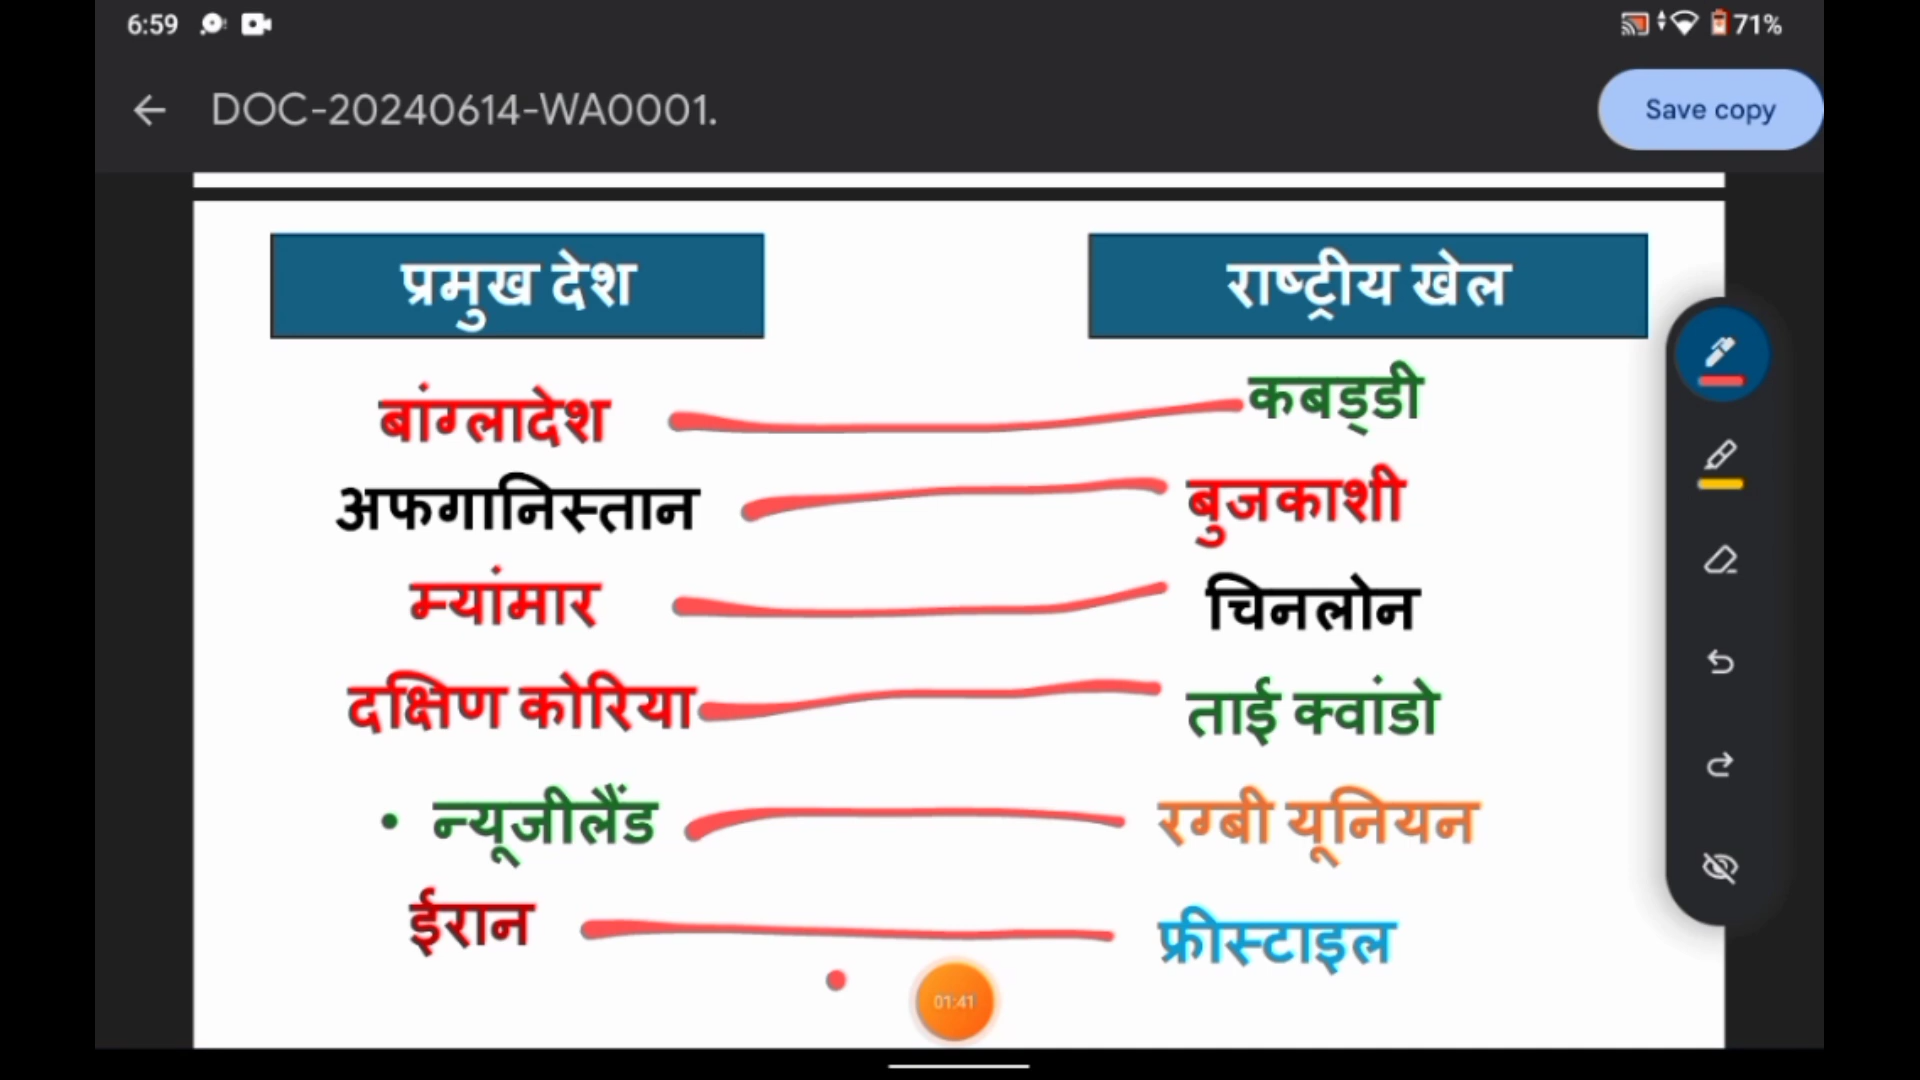 6:59
71%
DOC-20240614-WA0001.
Save copy
प्रमुख देश
राष्ट्रीय खेल
बांग्लादेश
कबड्डी
अफगानिस्तान
बुजकाशी
म्यांमार
चिनलोन
दक्षिण कोरिया
ताई क्वांडो
• न्यूजीलैंड
रग्बी यूनियन
ईरान
फ्रीस्टाइल
01:41